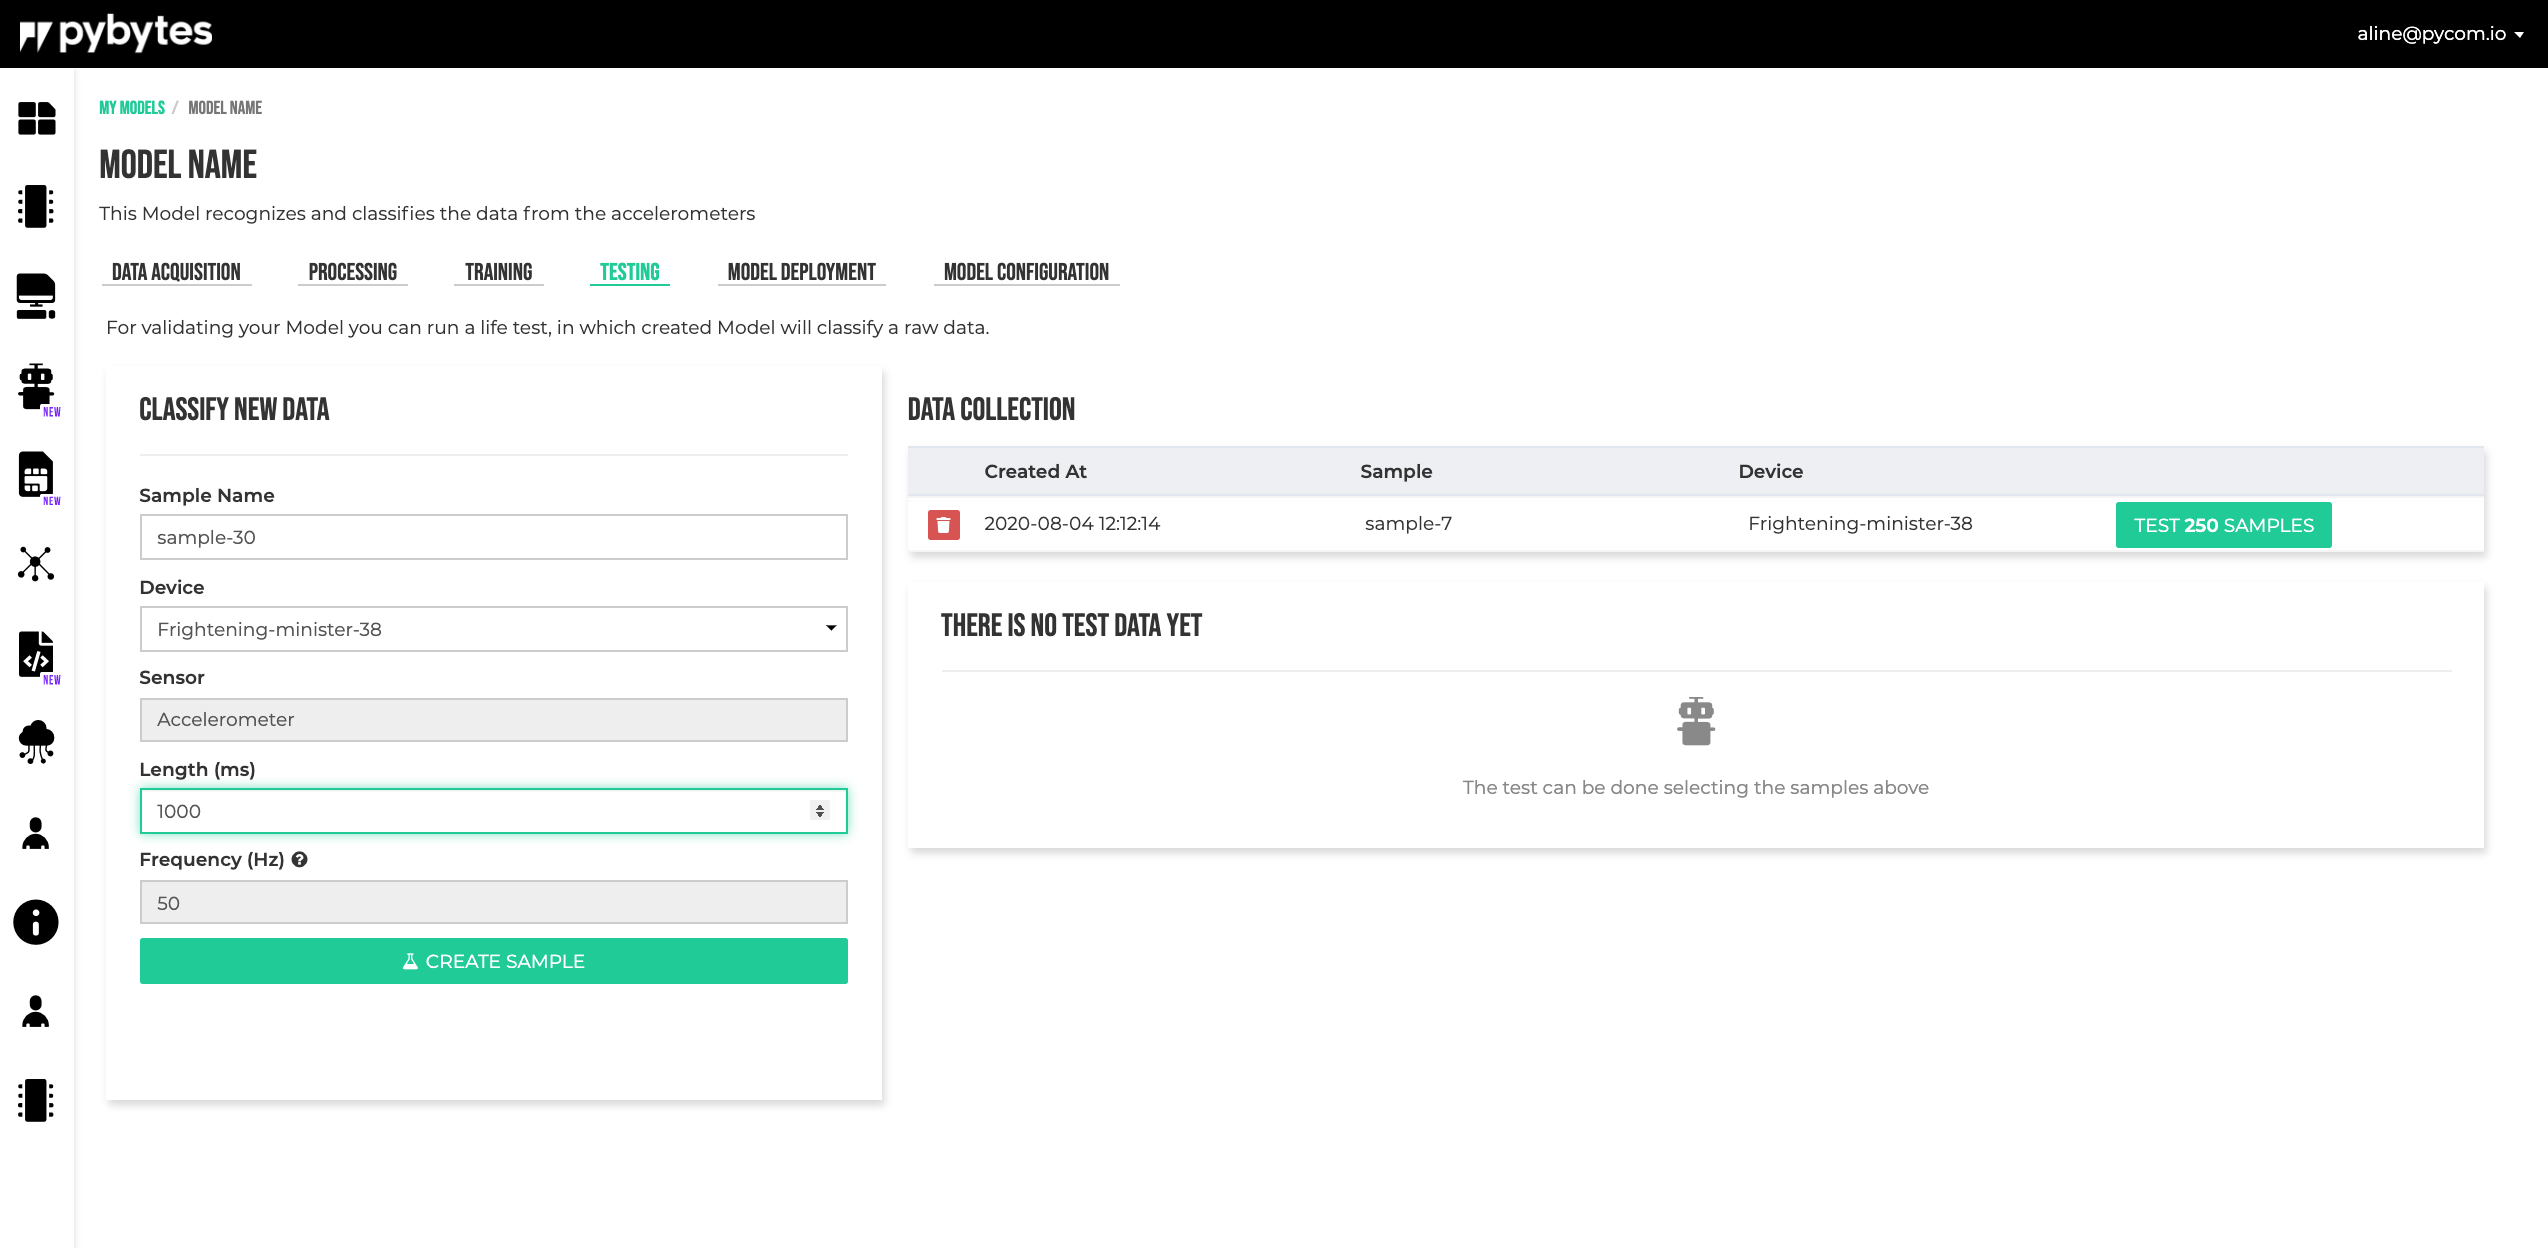 pybytes
aline@pycom.io
MY MODELS / MODEL NAME
MODEL NAME
This Model recognizes and classifies the data from the accelerometers
DATA ACQUISITION PROCESSING TRAINING TESTING MODEL DEPLOYMENT MODEL CONFIGURATION
For validating your Model you can run a life test, in which created Model will classify a raw data.
NEW
NEW
NEW
CLASSIFY NEW DATA
Sample Name
sample-30
Device
Frightening-minister-38
Sensor
Accelerometer
Length (ms)
1000
Frequency (Hz) ?
50
CREATE SAMPLE
DATA COLLECTION
Created At Sample Device
2020-08-04 12:12:14 sample-7 Frightening-minister-38 TEST 250 SAMPLES
THERE IS NO TEST DATA YET
The test can be done selecting the samples above